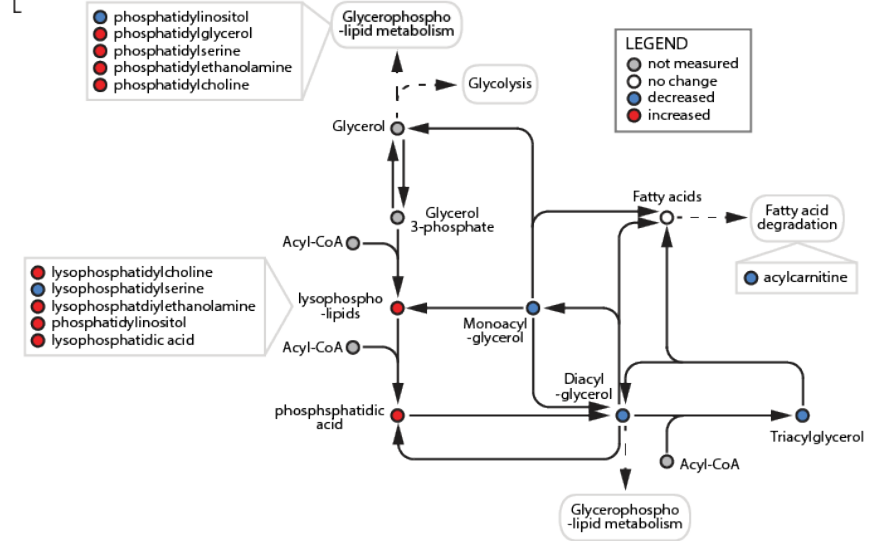 L
phosphatidylinositol
phosphatidylglycerol
phosphatidylserine
phosphatidylethanolamine
phosphatidylcholine
Glycerophospho
-lipid metabolism
Glycolysis
LEGEND
not measured
no change
decreased
increased
Glycerol
Glycerol
3-phosphate
Fatty acids
Fatty acid
degradation
acylcarnitine
Acyl-CoA
lysophosphatidylcholine
lysophosphatidylserine
lysophosphatdiylethanolamine
phosphatidylinositol
lysophosphatidic acid
lysophospho
-lipids
Monoacyl
-glycerol
Acyl-CoA
Diacyl
-glycerol
phosphsphatidic
acid
Triacylglycerol
Acyl-CoA
Glycerophospho
-lipid metabolism